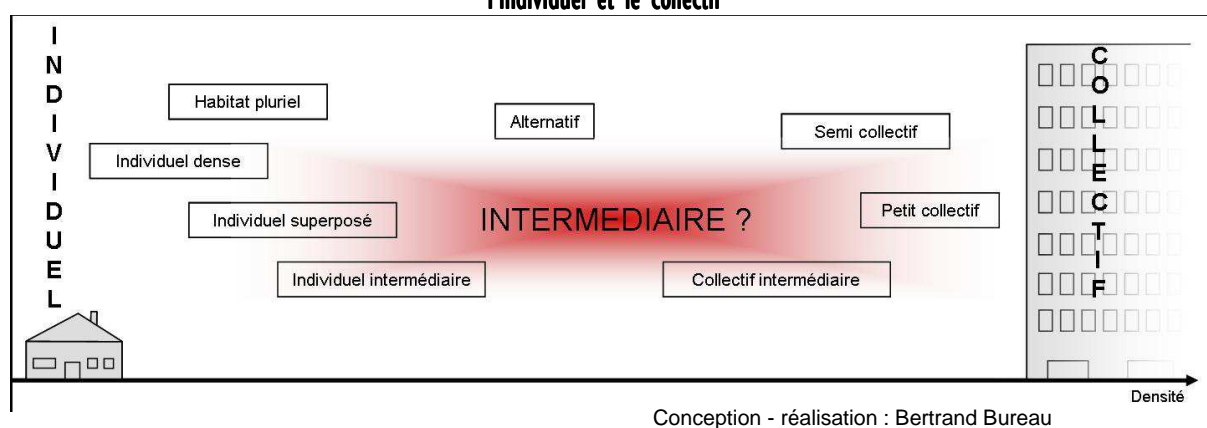 l'individuel et le collectif
INDIVIDUEL
COLLECTIF
Habitat pluriel
Alternatif
Semi collectif
Individuel dense
Individuel superposé
INTERMEDIAIRE ?
Petit collectif
Individuel intermédiaire
Collectif intermédiaire
Densité
Conception - réalisation : Bertrand Bureau